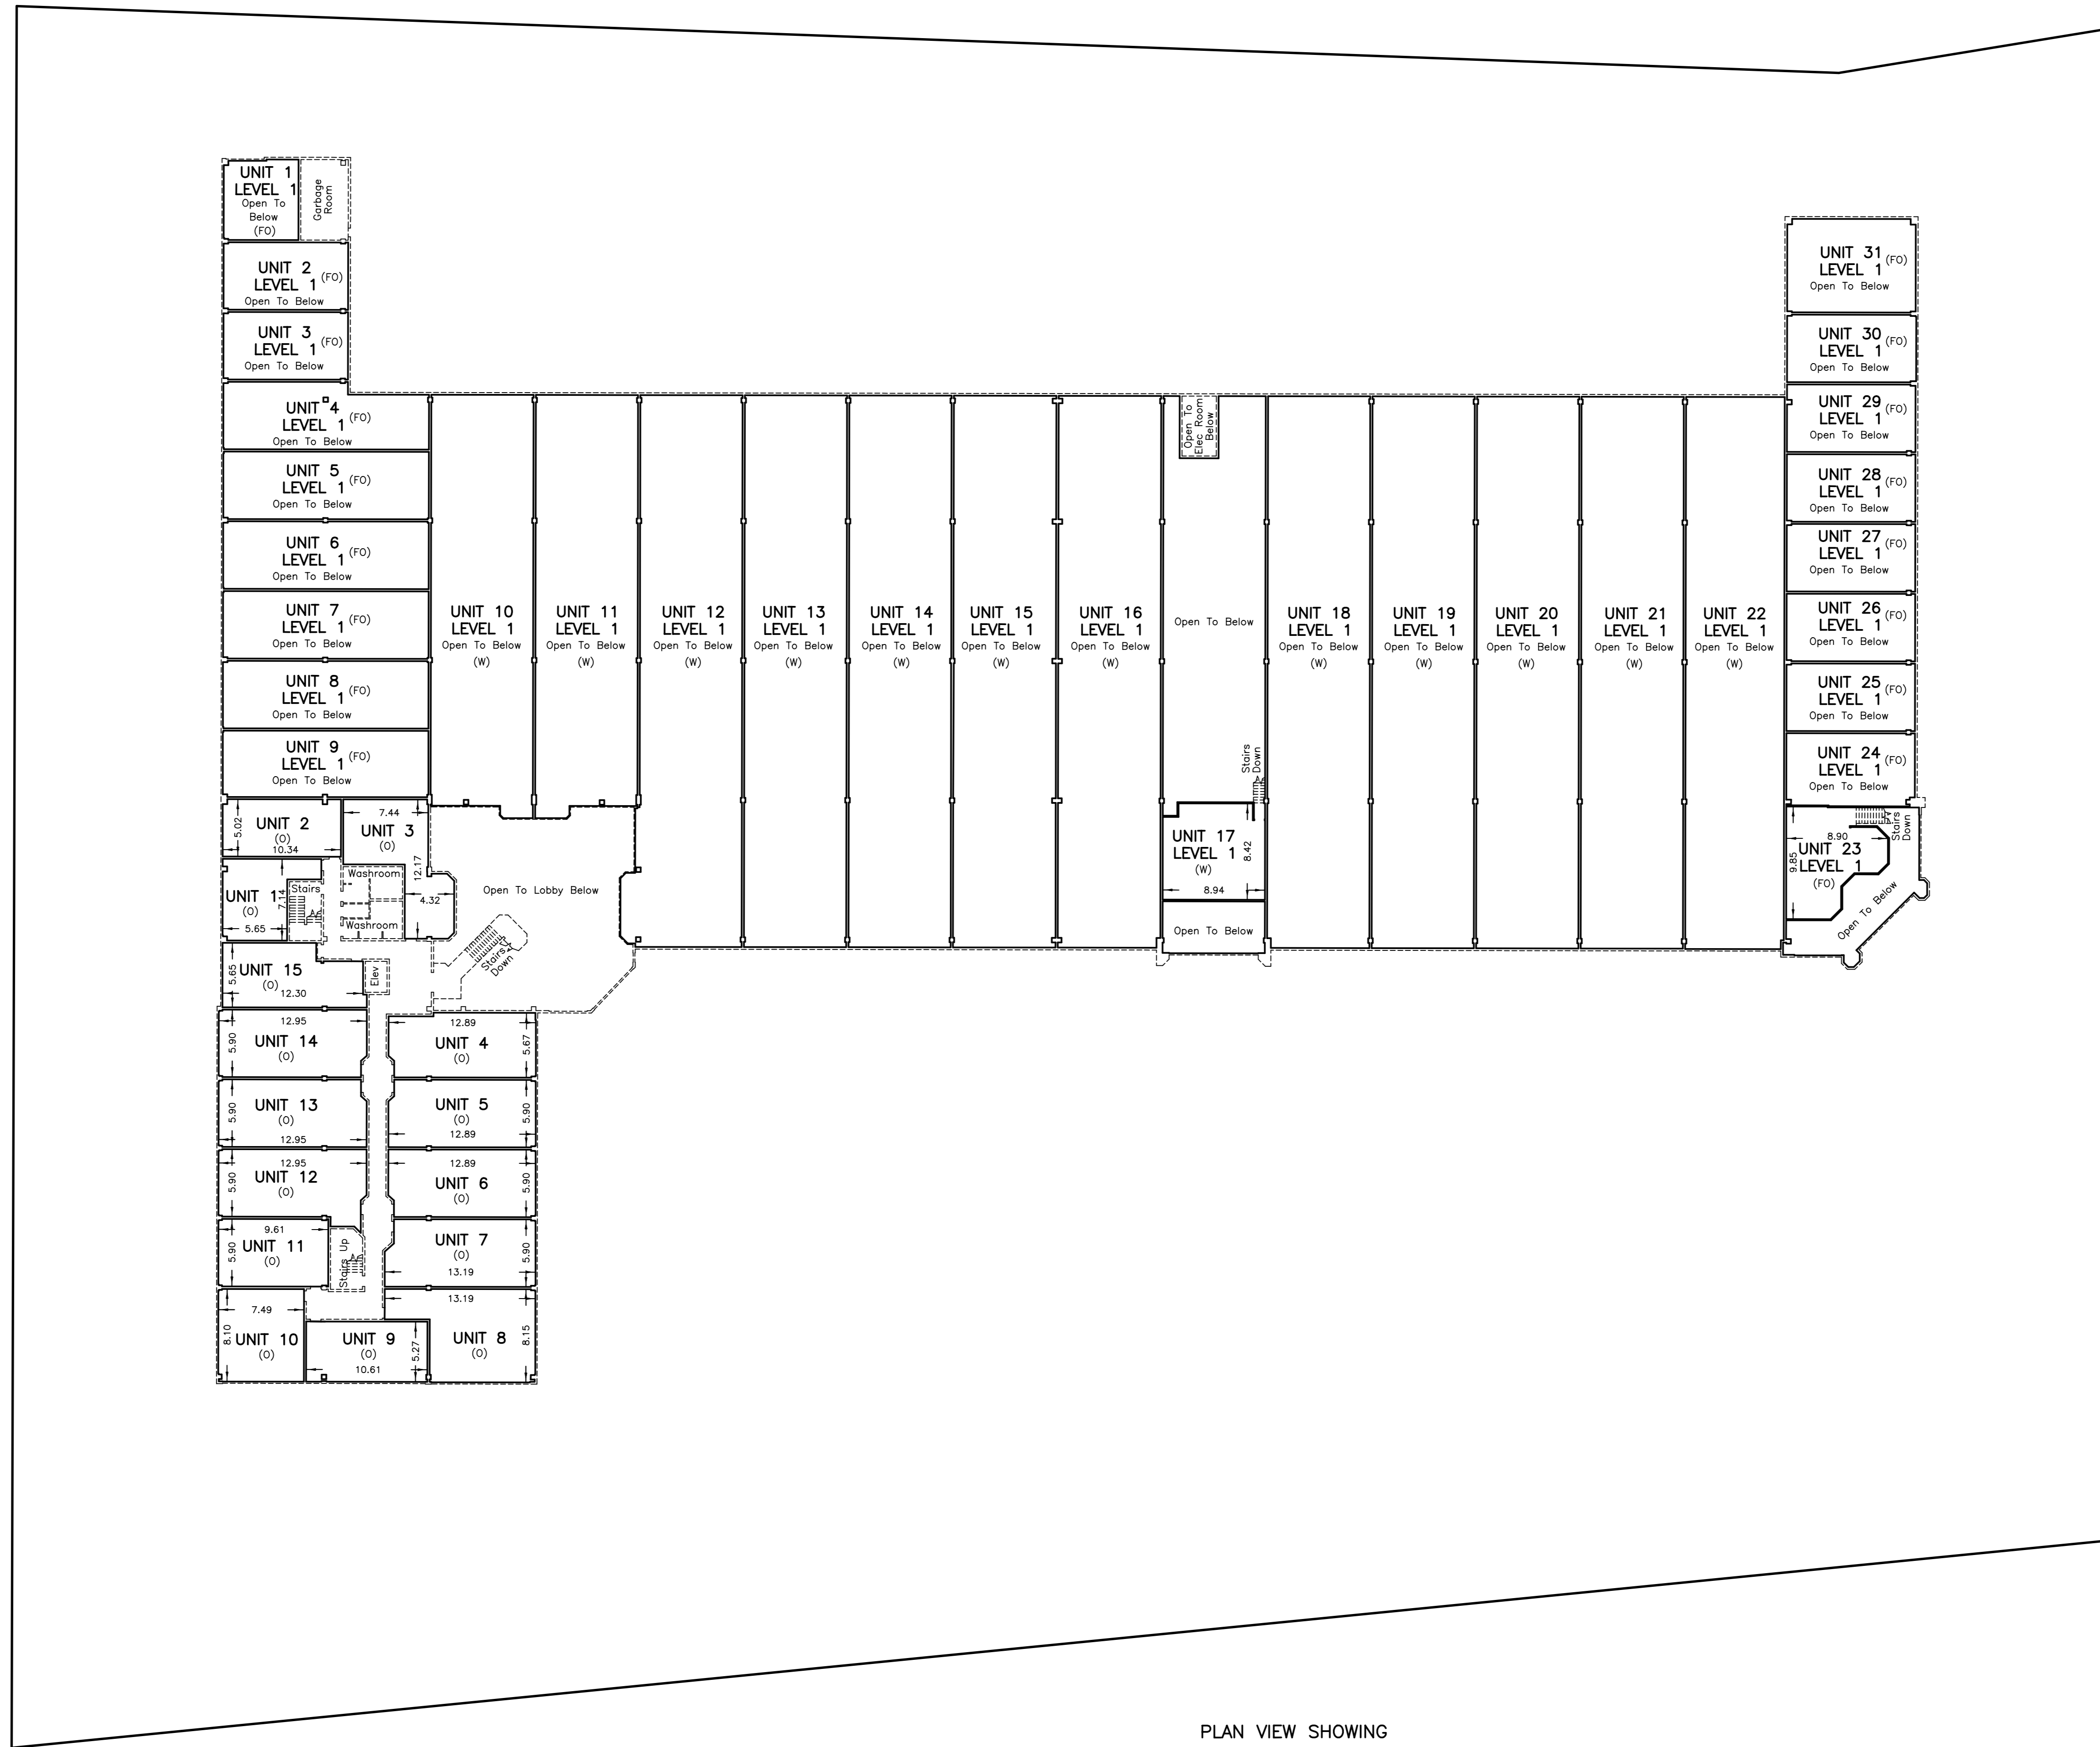 UNIT 1
LEVEL 1
Open To
Below
(FO)
Garbage
Room
UNIT 2
LEVEL 1
(FO)
Open To Below
UNIT 3
LEVEL 1
(FO)
Open To Below
UNIT 4
LEVEL 1
(FO)
Open To Below
UNIT 5
LEVEL 1
(FO)
Open To Below
UNIT 6
LEVEL 1
(FO)
Open To Below
UNIT 7
LEVEL 1
(FO)
Open To Below
UNIT 8
LEVEL 1
(FO)
Open To Below
UNIT 9
LEVEL 1
(FO)
Open To Below
UNIT 10
LEVEL 1
Open To Below
(W)
UNIT 11
LEVEL 1
Open To Below
(W)
UNIT 12
LEVEL 1
Open To Below
(W)
UNIT 13
LEVEL 1
Open To Below
(W)
UNIT 14
LEVEL 1
Open To Below
(W)
UNIT 15
LEVEL 1
Open To Below
(W)
UNIT 16
LEVEL 1
Open To Below
(W)
Open To
Elec Room
Below
Open To Below
Stairs
Down
UNIT 17
LEVEL 1
(W)
8.42
8.94
Open To Below
UNIT 18
LEVEL 1
Open To Below
(W)
UNIT 19
LEVEL 1
Open To Below
(W)
UNIT 20
LEVEL 1
Open To Below
(W)
UNIT 21
LEVEL 1
Open To Below
(W)
UNIT 22
LEVEL 1
Open To Below
(W)
UNIT 31
LEVEL 1
(FO)
Open To Below
UNIT 30
LEVEL 1
(FO)
Open To Below
UNIT 29
LEVEL 1
(FO)
Open To Below
UNIT 28
LEVEL 1
(FO)
Open To Below
UNIT 27
LEVEL 1
(FO)
Open To Below
UNIT 26
LEVEL 1
(FO)
Open To Below
UNIT 25
LEVEL 1
(FO)
Open To Below
UNIT 24
LEVEL 1
(FO)
Open To Below
Stairs
Down
8.90
9.85
UNIT 23
LEVEL 1
(FO)
Open To Below
5.02
UNIT 2
(O)
10.34
7.44
UNIT 3
(O)
12.17
4.32
UNIT 1
(O)
7.14
5.65
Stairs
Washroom
Washroom
Open To Lobby Below
Stairs
Down
5.65
UNIT 15
(O)
12.30
Elev
12.95
5.90
UNIT 14
(O)
12.89
UNIT 4
(O)
5.67
5.90
UNIT 13
(O)
12.95
UNIT 5
(O)
5.90
12.89
12.95
5.90
UNIT 12
(O)
12.89
UNIT 6
(O)
5.90
9.61
5.90
UNIT 11
(O)
Stairs Up
UNIT 7
(O)
5.90
13.19
7.49
8.10
UNIT 10
(O)
UNIT 9
(O)
5.27
10.61
13.19
UNIT 8
(O)
8.15
PLAN VIEW SHOWING